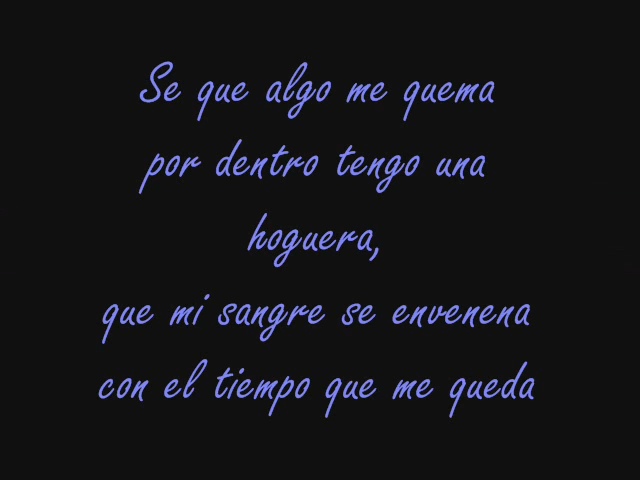 Se que algo me quema
por dentro tengo una
hoguera,
que mi sangre se envenena
con el tiempo que me queda